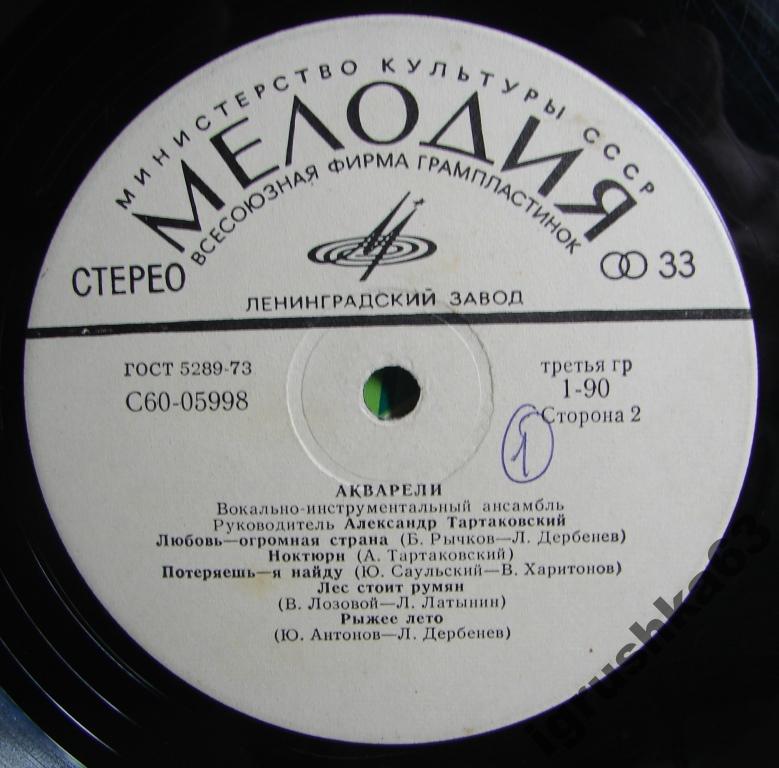 МИНИСТЕРСТВО КУЛЬТУРЫ СССР
МЕЛОДИЯ
ВСЕСОЮЗНАЯ ФИРМА ГРАМПЛАСТИНОК
СТЕРЕО
33
ЛЕНИНГРАДСКИЙ ЗАВОД
ГОСТ 5289-73
третья гр
С60-05998
1-90
Сторона 2
1
АКВАРЕЛИ
Вокально-инструментальный ансамбль
Руководитель Александр Тартаковский
Любовь—огромная страна (Б. Рычков—Л. Дербенев)
Ноктюрн (А. Тартаковский)
Потеряешь—я найду (Ю. Саульский—В. Харитонов)
Лес стоит румян
(В. Лозовой—Л. Латынин)
Рыжее лето
(Ю. Антонов—Л. Дербенев)
igrushka63